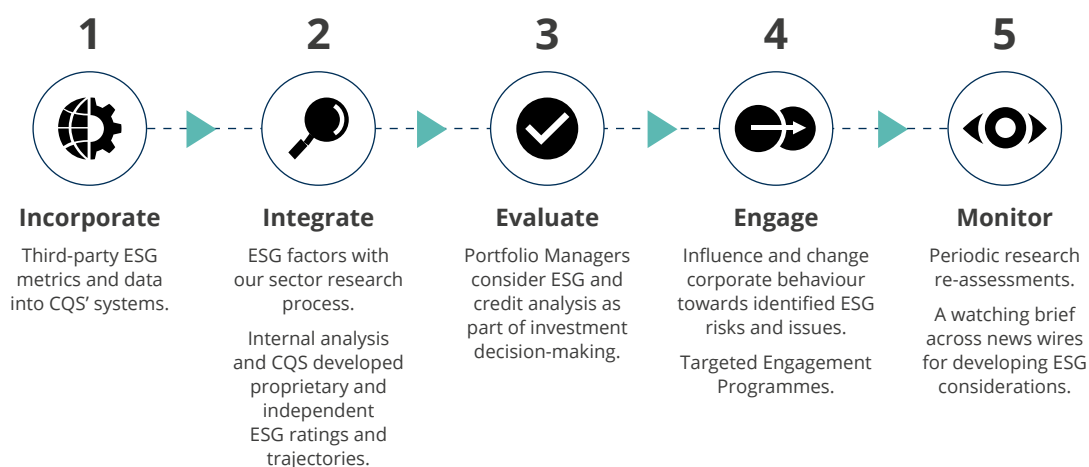 1
2
3
4
5
Incorporate
Third-party ESG
metrics and data
into CQS’ systems.
Integrate
ESG factors with
our sector research
process.
Internal analysis
and CQS developed
proprietary and
independent
ESG ratings and
trajectories.
Evaluate
Portfolio Managers
consider ESG and
credit analysis as
part of investment
decision-making.
Engage
Influence and change
corporate behaviour
towards identified ESG
risks and issues.
Targeted Engagement
Programmes.
Monitor
Periodic research
re-assessments.
A watching brief
across news wires
for developing ESG
considerations.